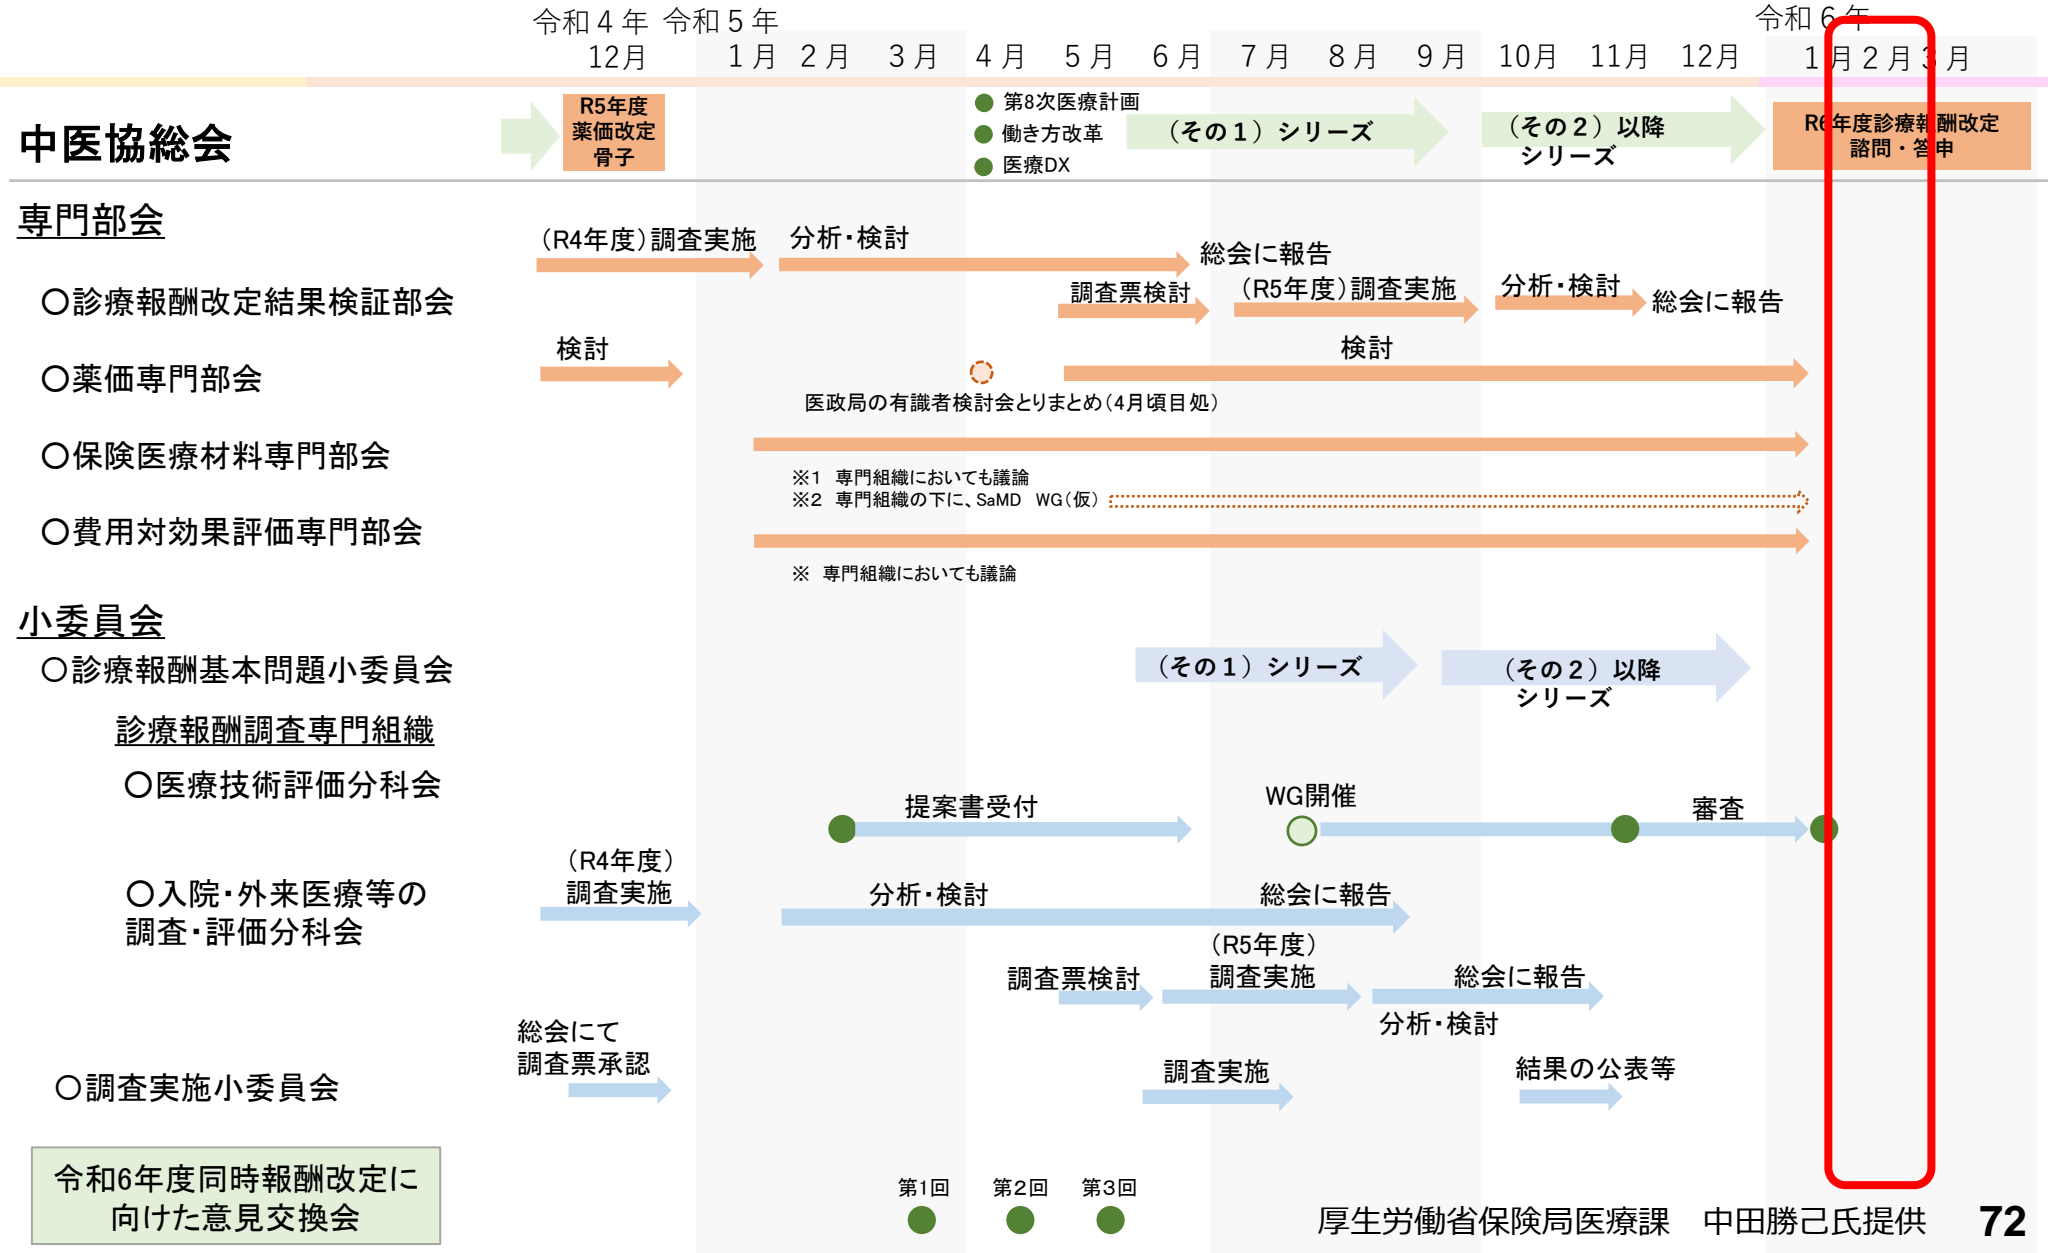 令和４年 令和５年 令和６年
12月 １月 ２月 ３月 ４月 ５月 ６月 ７月 ８月 ９月 10月 11月 12月 １月 ２月 ３月
中医協総会
R5年度
薬価改定
骨子
第8次医療計画
働き方改革
医療DX
（その１）シリーズ
（その２）以降
シリーズ
R6年度診療報酬改定
諮問・答申
専門部会
（R4年度）調査実施 分析・検討 総会に報告
〇診療報酬改定結果検証部会
調査票検討 （R5年度）調査実施 分析・検討 総会に報告
〇薬価専門部会
検討 検討
医政局の有識者検討会とりまとめ（4月頃目処）
〇保険医療材料専門部会
※1　専門組織においても議論
※2　専門組織の下に、SaMD　WG（仮）
〇費用対効果評価専門部会
※　専門組織においても議論
小委員会
〇診療報酬基本問題小委員会
（その１）シリーズ
（その２）以降
シリーズ
診療報酬調査専門組織
〇医療技術評価分科会
提案書受付 WG開催 審査
〇入院・外来医療等の
調査・評価分科会
（R4年度）
調査実施
分析・検討 総会に報告
調査票検討
（R5年度）
調査実施
総会に報告
分析・検討
〇調査実施小委員会
総会にて
調査票承認
調査実施 結果の公表等
令和6年度同時報酬改定に
向けた意見交換会
第1回 第２回 第３回
厚生労働省保険局医療課　中田勝己氏提供 72